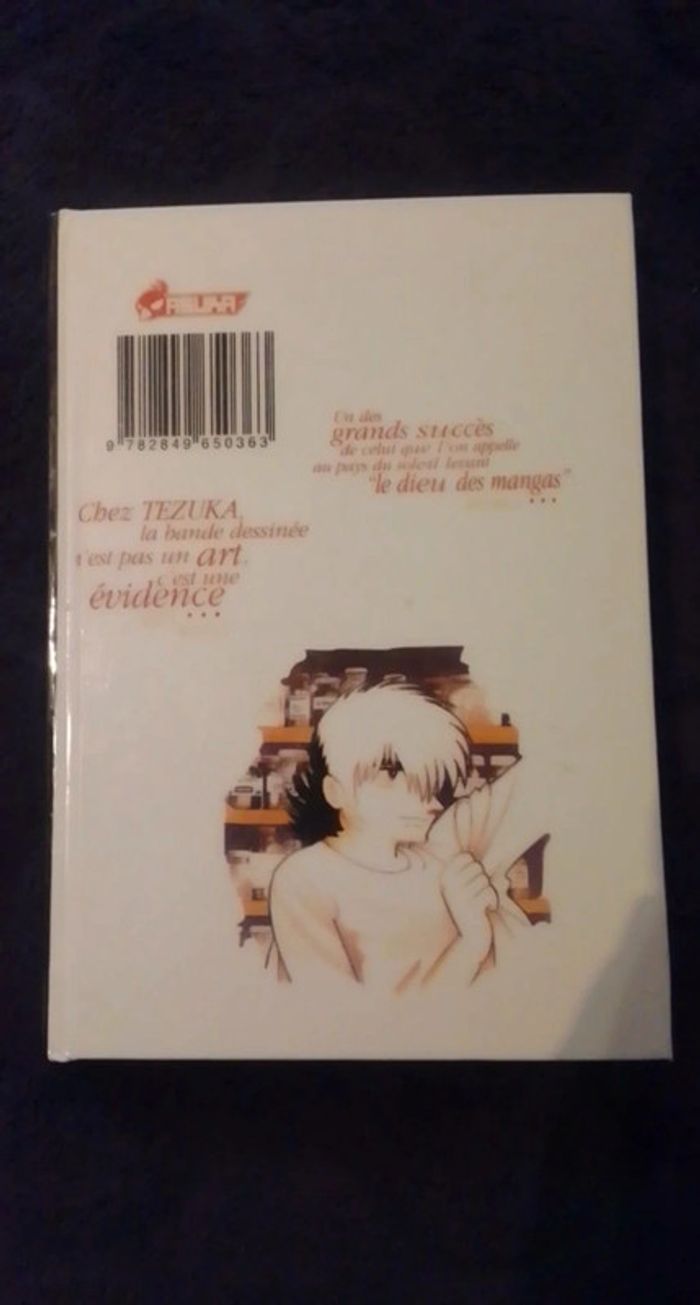 ASUKA
9 782849 650363
Un des
grands succès
de celui que l'on appelle
au pays du soleil levant
"le dieu des mangas"
...
Chez TEZUKA,
la bande dessinée
n'est pas un art,
c'est une
évidence
...